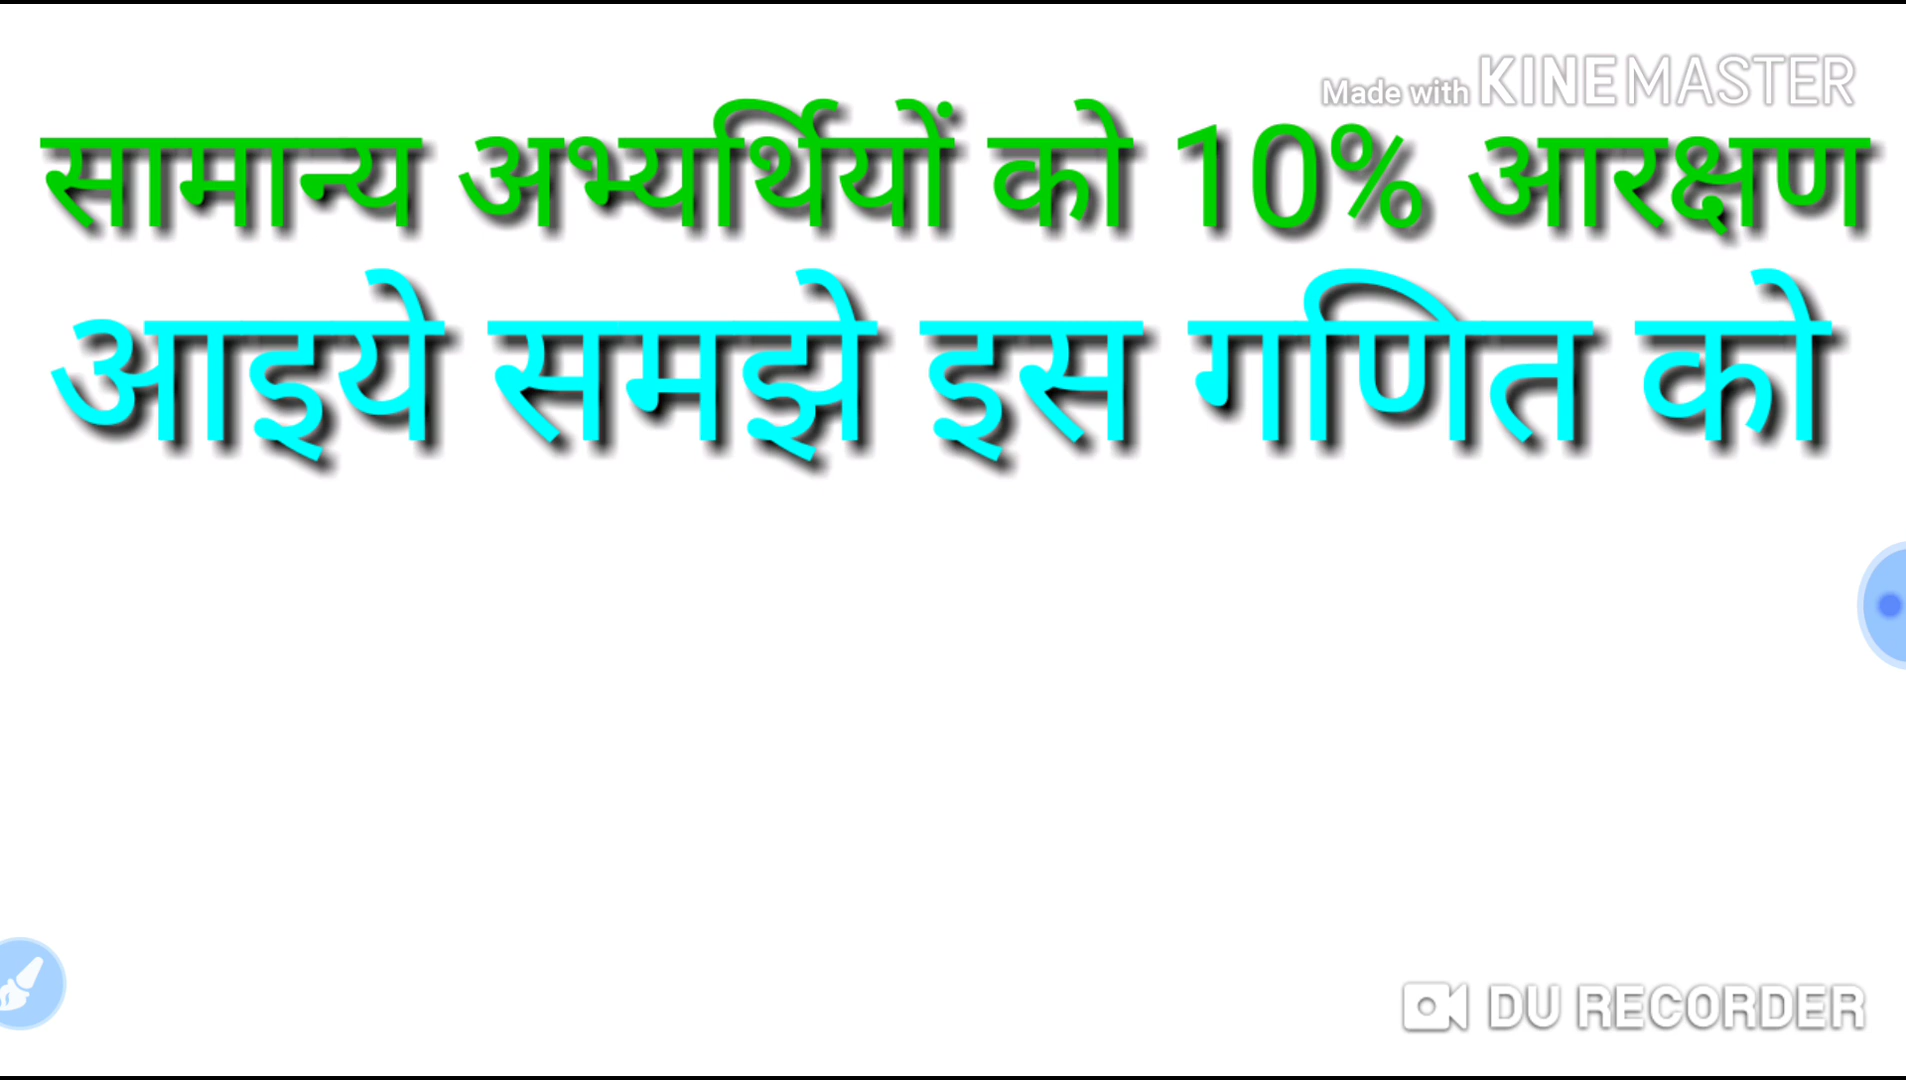 Made with KINEMASTER
सामान्य अभ्यर्थियों को 10% आरक्षण
आइये समझे इस गणित को
DU RECORDER